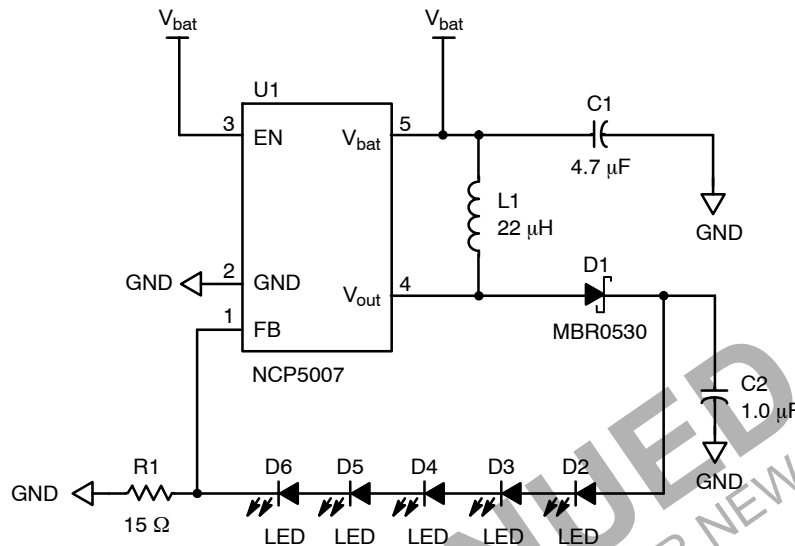 Vbat
Vbat
U1
C1
3
EN
Vbat
5
4.7 μF
L1
22 μH
GND
GND
2
GND
D1
Vout
4
1
FB
MBR0530
NCP5007
C2
1.0 μF
GND
R1
D6
D5
D4
D3
D2
GND
15 Ω
LED
LED
LED
LED
LED
NUED
R NEW